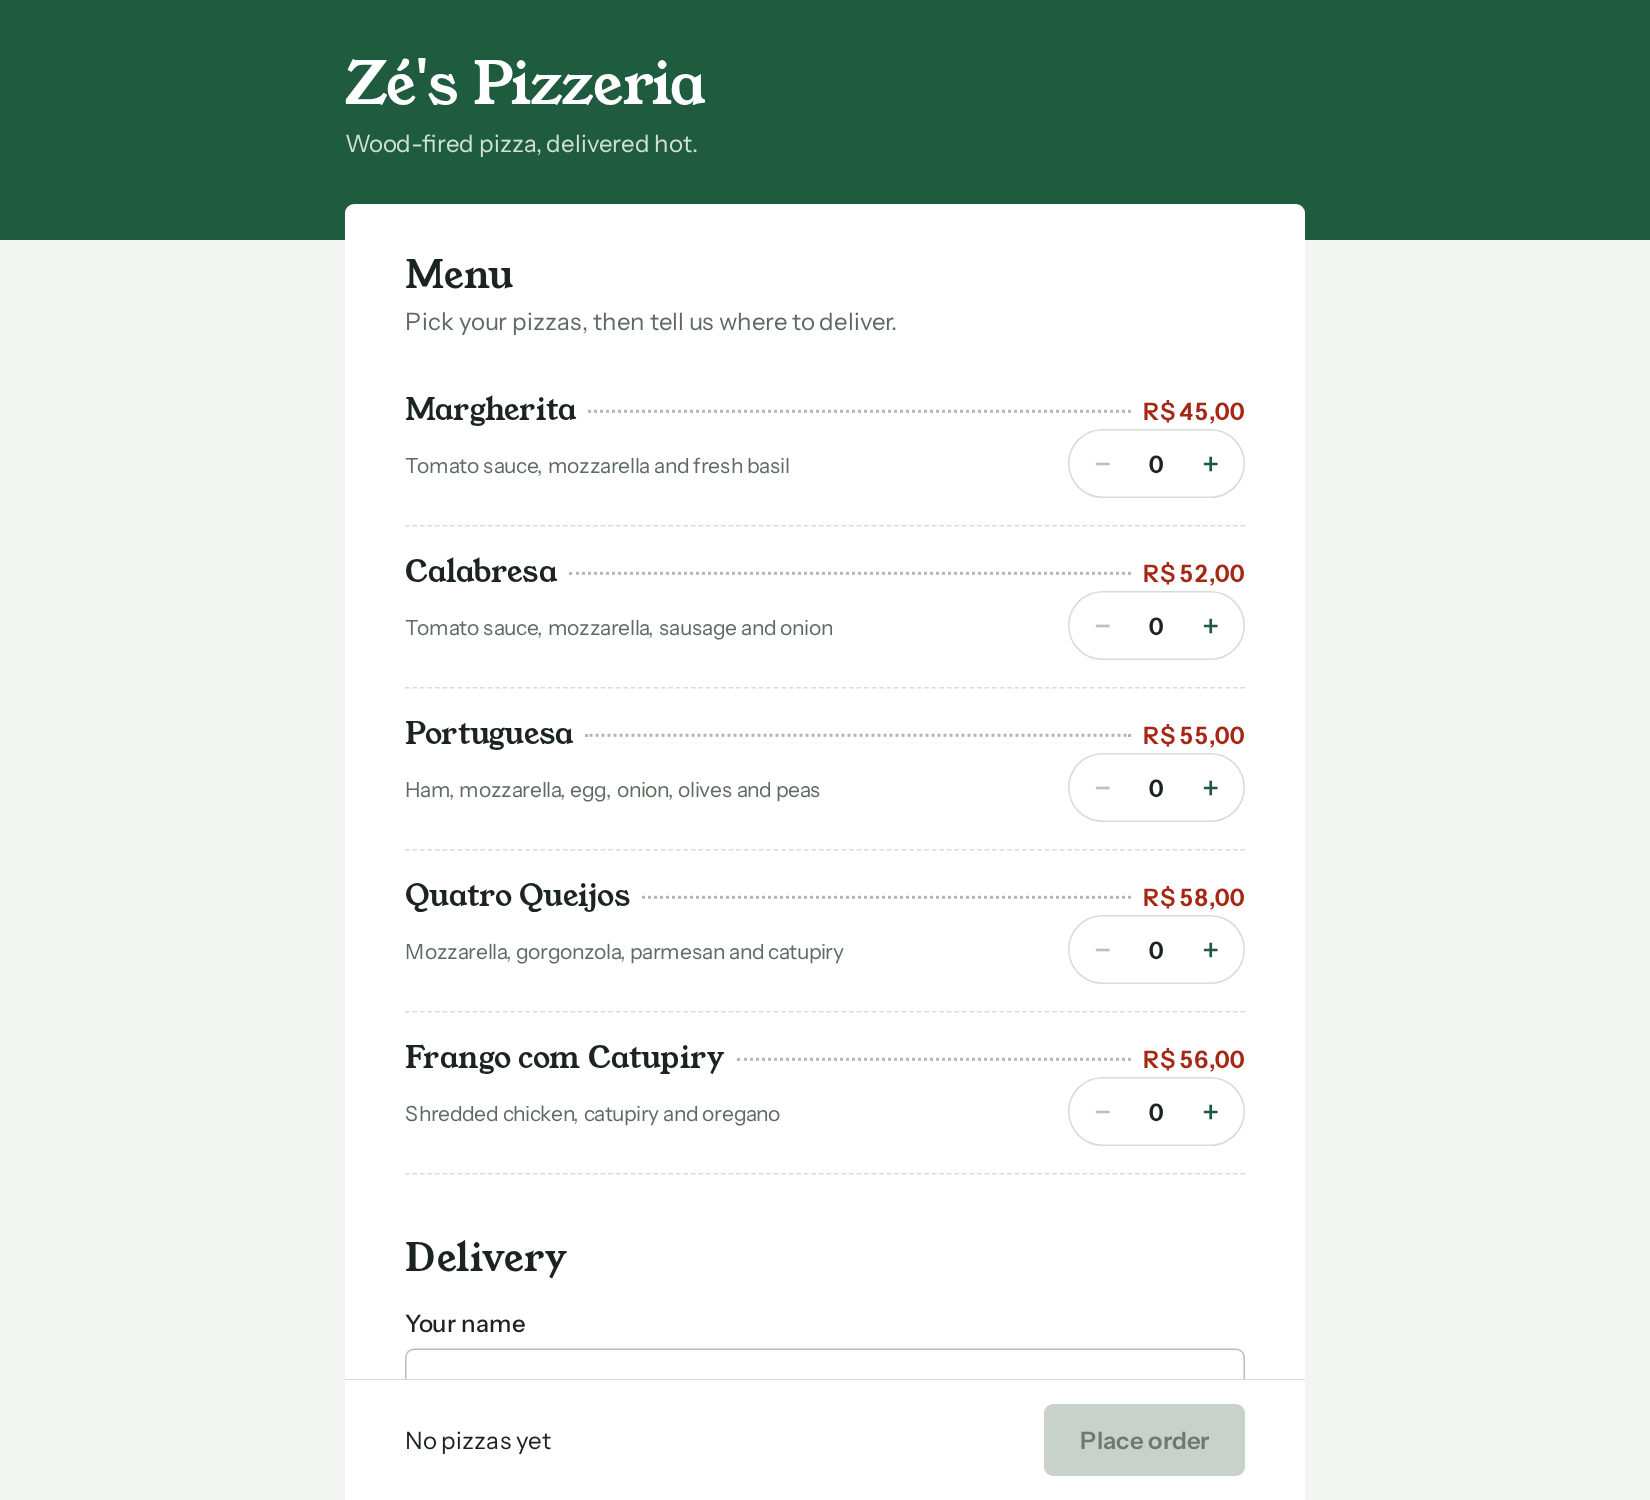 Zé's Pizzeria
Wood-fired pizza, delivered hot.
Menu
Pick your pizzas, then tell us where to deliver.
Margherita R$ 45,00
Tomato sauce, mozzarella and fresh basil − 0 +
Calabresa R$ 52,00
Tomato sauce, mozzarella, sausage and onion − 0 +
Portuguesa R$ 55,00
Ham, mozzarella, egg, onion, olives and peas − 0 +
Quatro Queijos R$ 58,00
Mozzarella, gorgonzola, parmesan and catupiry − 0 +
Frango com Catupiry R$ 56,00
Shredded chicken, catupiry and oregano − 0 +
Delivery
Your name
No pizzas yet Place order